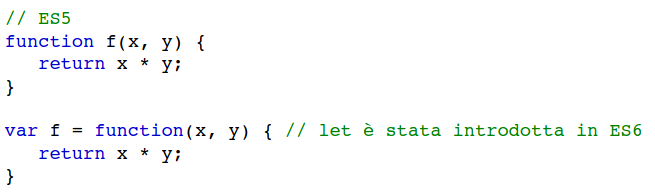 // ES5
function f(x, y) {
   return x * y;
}

var f = function(x, y) { // let è stata introdotta in ES6
   return x * y;
}